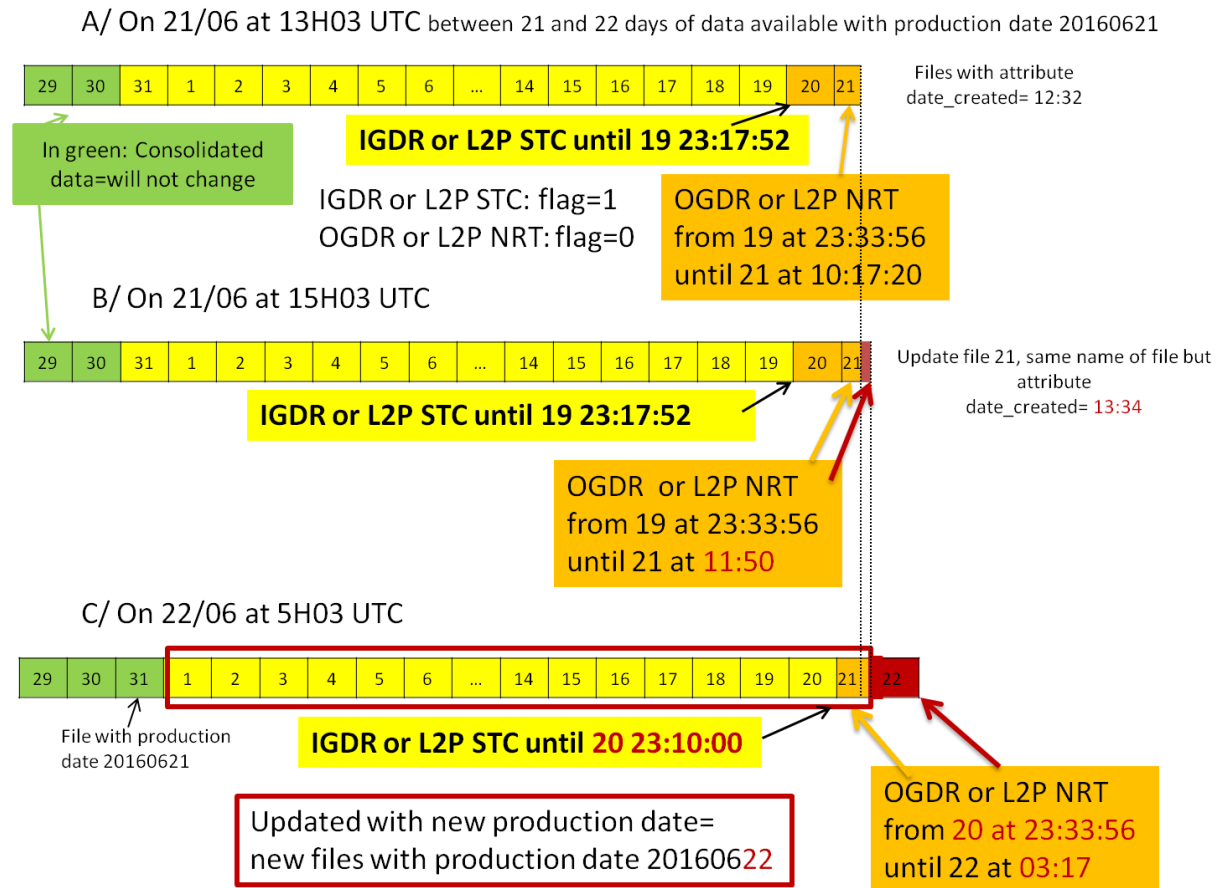 A/ On 21/06 at 13H03 UTC between 21 and 22 days of data available with production date 20160621
29 30 31 1 2 3 4 5 6 ... 14 15 16 17 18 19 20 21
Files with attribute
date_created= 12:32
IGDR or L2P STC until 19 23:17:52
In green: Consolidated
data=will not change
IGDR or L2P STC: flag=1
OGDR or L2P NRT: flag=0
OGDR or L2P NRT
from 19 at 23:33:56
until 21 at 10:17:20
B/ On 21/06 at 15H03 UTC
29 30 31 1 2 3 4 5 6 ... 14 15 16 17 18 19 20 21
Update file 21, same name of file but
attribute
date_created= 13:34
IGDR or L2P STC until 19 23:17:52
OGDR or L2P NRT
from 19 at 23:33:56
until 21 at 11:50
C/ On 22/06 at 5H03 UTC
29 30 31 1 2 3 4 5 6 ... 14 15 16 17 18 19 20 21 22
File with production
date 20160621
IGDR or L2P STC until 20 23:10:00
OGDR or L2P NRT
from 20 at 23:33:56
until 22 at 03:17
Updated with new production date=
new files with production date 20160622